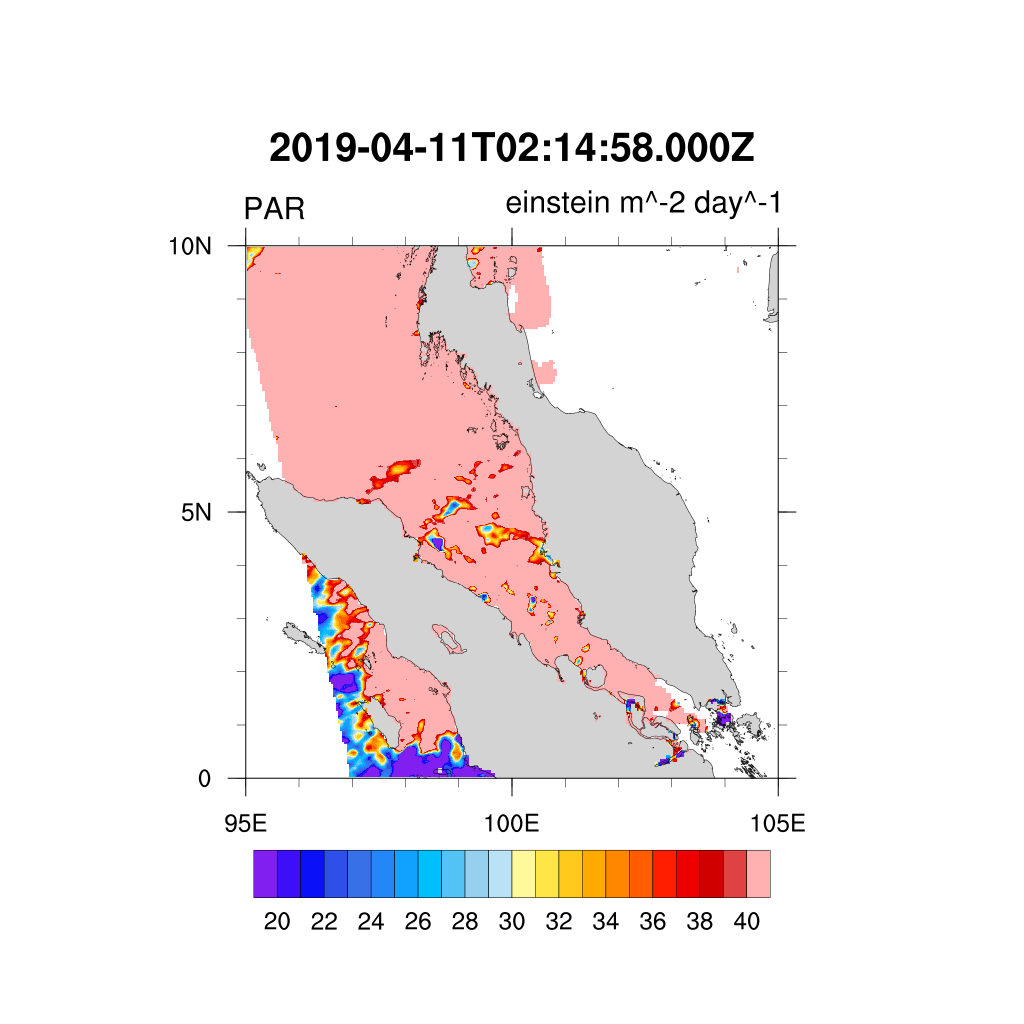 2019-04-11T02:14:58.000Z
PAR einstein m^-2 day^-1
10N
5N
0
95E 100E 105E
20 22 24 26 28 30 32 34 36 38 40